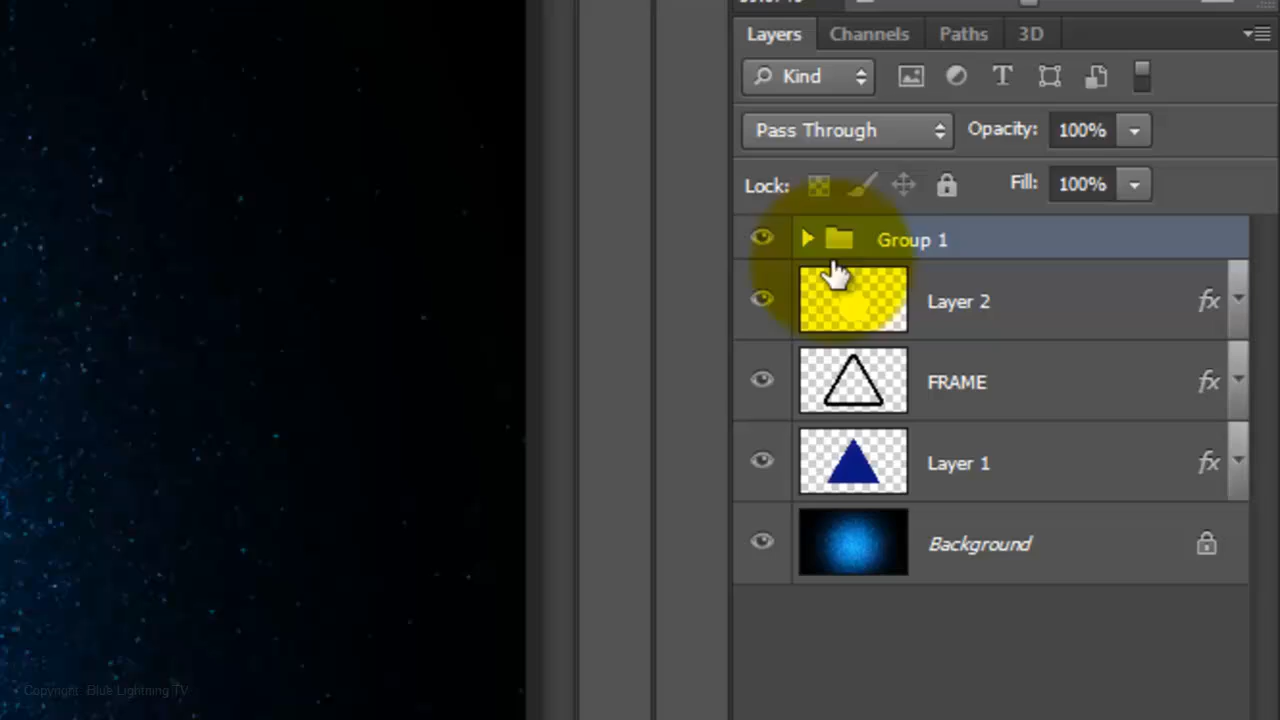 Layers Channels Paths 3D
Kind
Pass Through Opacity: 100%
Lock: Fill: 100%
Group 1
Layer 2 fx
FRAME fx
Layer 1 fx
Background
Copyright Blue Lightning TV